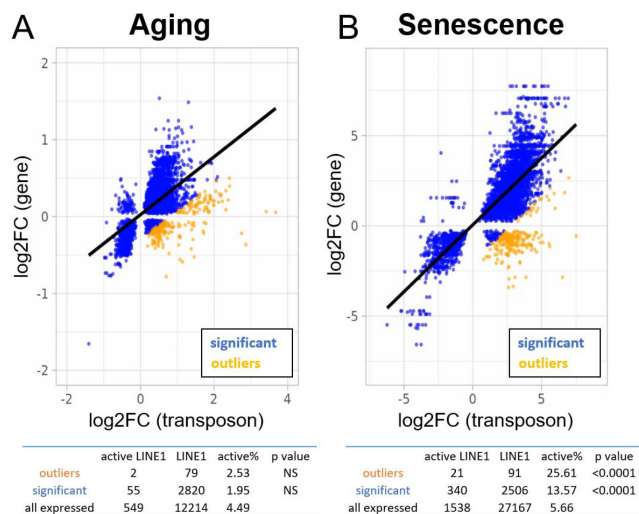 A Aging
B Senescence
2
1
0
-1
-2
log2FC (gene)
-2 0 2 4
log2FC (transposon)
significant
outliers
5
0
-5
log2FC (gene)
-5 0 5
log2FC (transposon)
significant
outliers
active LINE1 LINE1 active% p value
outliers 2 79 2.53 NS
significant 55 2820 1.95 NS
all expressed 549 12214 4.49
active LINE1 LINE1 active% p value
outliers 21 91 25.61 <0.0001
significant 340 2506 13.57 <0.0001
all expressed 1538 27167 5.66